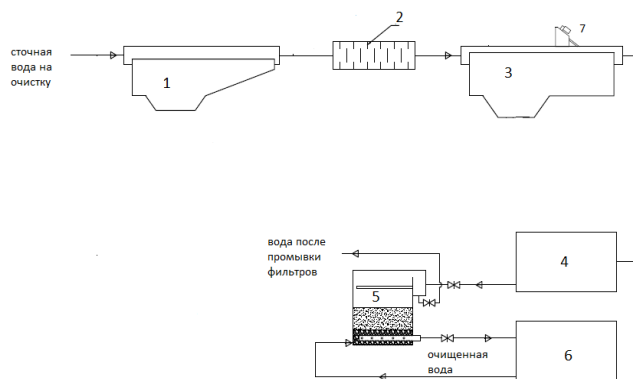 2
7
сточная
вода на
очистку
1
3
вода после
промывки
фильтров
4
5
очищенная
вода
6